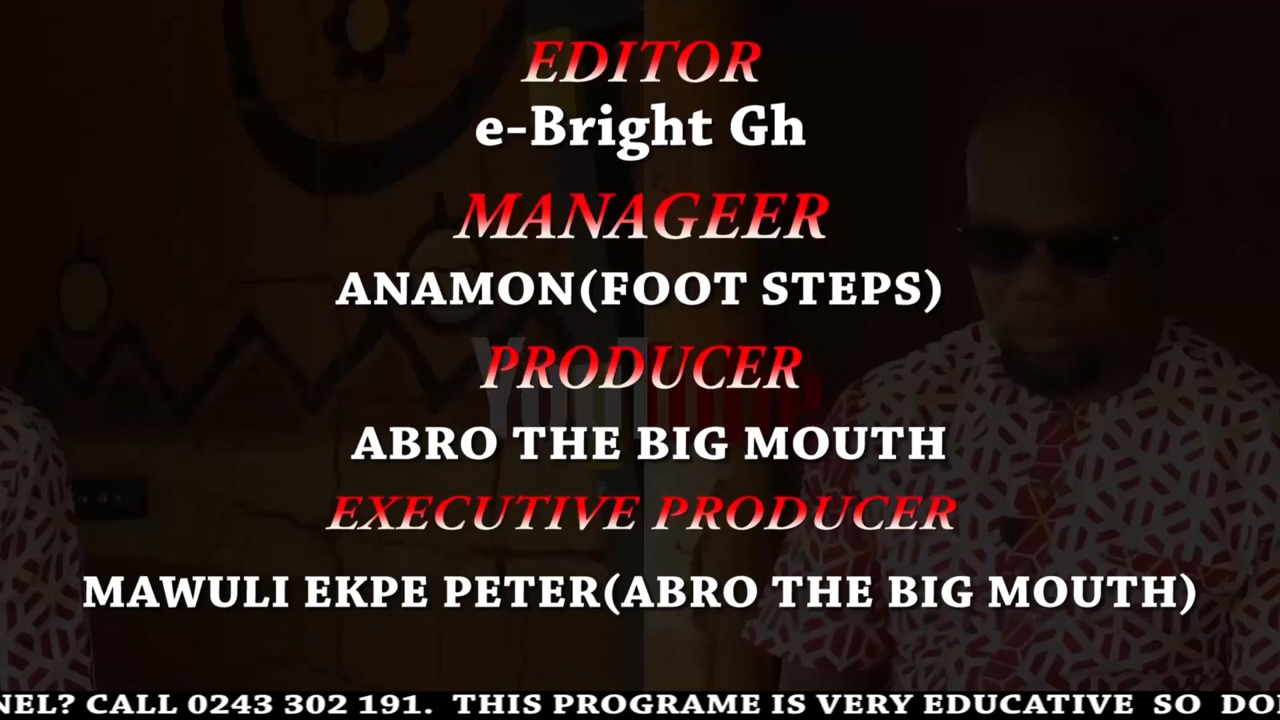 EDITOR
e-Bright Gh
MANAGEER
ANAMON(FOOT STEPS)
PRODUCER
ABRO THE BIG MOUTH
EXECUTIVE PRODUCER
MAWULI EKPE PETER(ABRO THE BIG MOUTH)
CALL 0243 302 191. THIS PROGRAME IS VERY EDUCATIVE SO